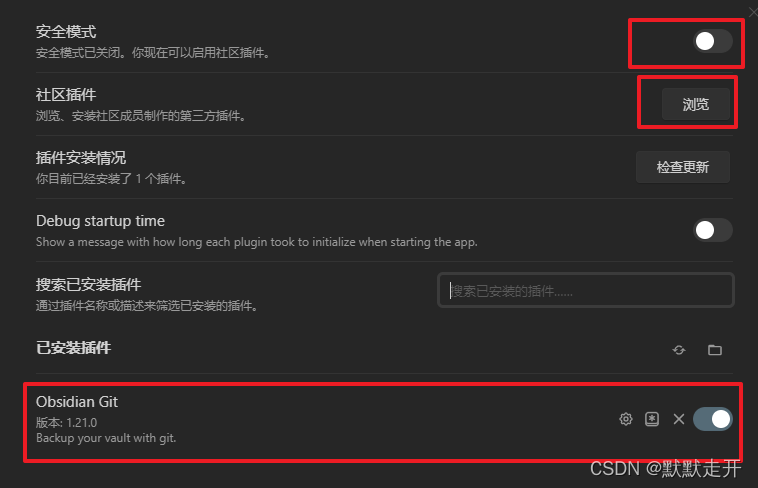 安全模式
安全模式已关闭。你现在可以启用社区插件。
社区插件
浏览、安装社区成员制作的第三方插件。
浏览
插件安装情况
你目前已经安装了 1 个插件。
检查更新
Debug startup time
Show a message with how long each plugin took to initialize when starting the app.
搜索已安装插件
通过插件名称或描述来筛选已安装的插件。
搜索已安装的插件......
已安装插件
Obsidian Git
版本: 1.21.0
Backup your vault with git.
CSDN @默默走开